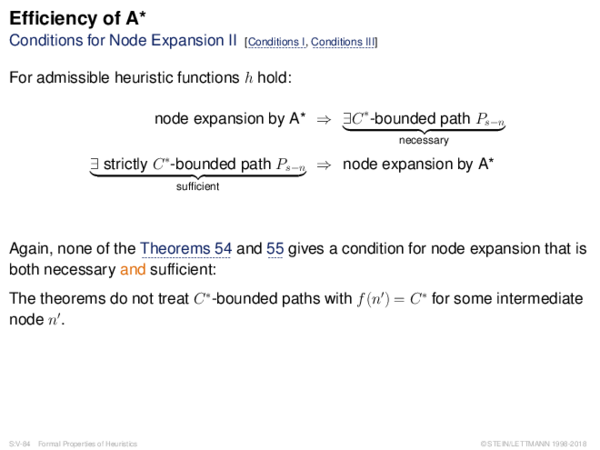 Efficiency of A*
Conditions for Node Expansion II [Conditions I, Conditions III]
For admissible heuristic functions h hold:
node expansion by A* ⇒ ∃C*-bounded path Pₛ₋ₙ
necessary
∃ strictly C*-bounded path Pₛ₋ₙ ⇒ node expansion by A*
sufficient
Again, none of the Theorems 54 and 55 gives a condition for node expansion that is
both necessary and sufficient:
The theorems do not treat C*-bounded paths with f(n′) = C* for some intermediate
node n′.
S:V-84 Formal Properties of Heuristics
©STEIN/LETTMANN 1998-2018